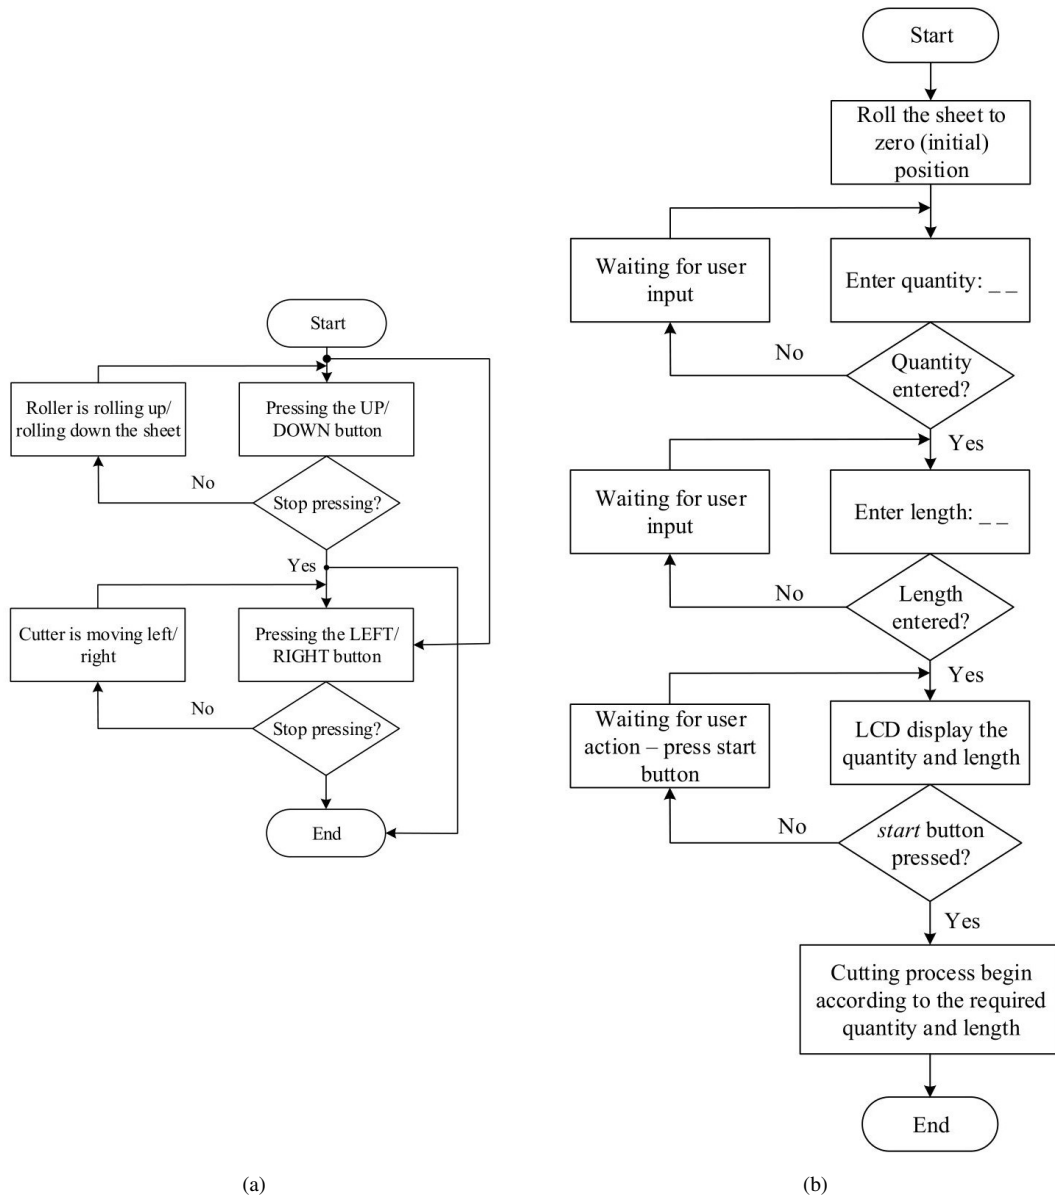 Start
Roller is rolling up/
rolling down the sheet
Pressing the UP/
DOWN button
No
Stop pressing?
Yes
Cutter is moving left/
right
Pressing the LEFT/
RIGHT button
No
Stop pressing?
End
(a)
Start
Roll the sheet to
zero (initial)
position
Waiting for user
input
Enter quantity: _ _
No
Quantity
entered?
Yes
Waiting for user
input
Enter length: _ _
No
Length
entered?
Yes
Waiting for user
action – press start
button
LCD display the
quantity and length
No
start button
pressed?
Yes
Cutting process begin
according to the required
quantity and length
End
(b)